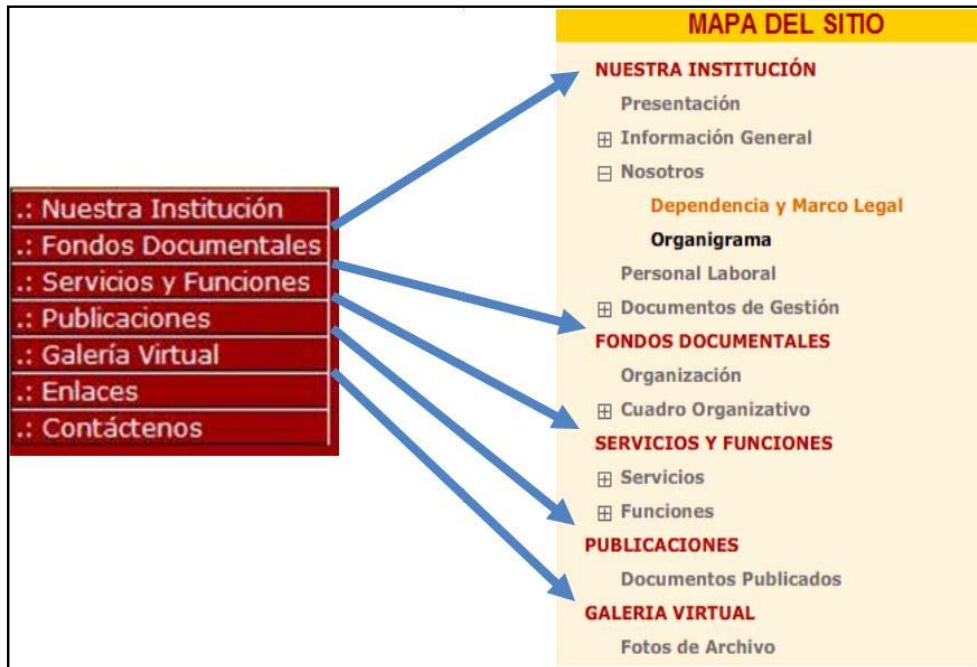 .: Nuestra Institución
.: Fondos Documentales
.: Servicios y Funciones
.: Publicaciones
.: Galería Virtual
.: Enlaces
.: Contáctenos
MAPA DEL SITIO
NUESTRA INSTITUCIÓN
Presentación
Información General
Nosotros
Dependencia y Marco Legal
Organigrama
Personal Laboral
Documentos de Gestión
FONDOS DOCUMENTALES
Organización
Cuadro Organizativo
SERVICIOS Y FUNCIONES
Servicios
Funciones
PUBLICACIONES
Documentos Publicados
GALERIA VIRTUAL
Fotos de Archivo